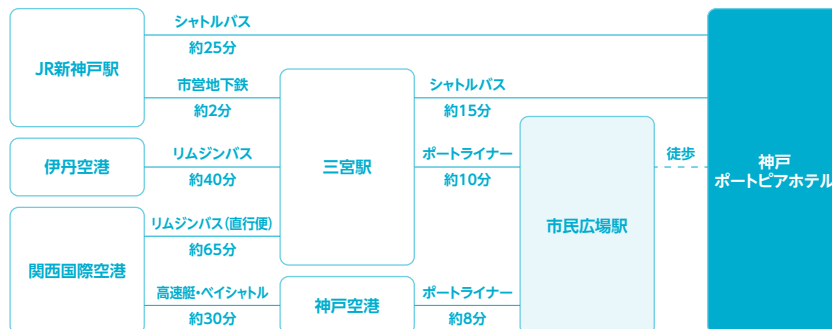 シャトルバス
約25分
JR新神戸駅
市営地下鉄
約2分
シャトルバス
約15分
伊丹空港
リムジンバス
約40分
三宮駅
ポートライナー
約10分
徒歩
神戸
ポートピアホテル
市民広場駅
関西国際空港
リムジンバス(直行便)
約65分
高速艇・ベイシャトル
約30分
神戸空港
ポートライナー
約8分